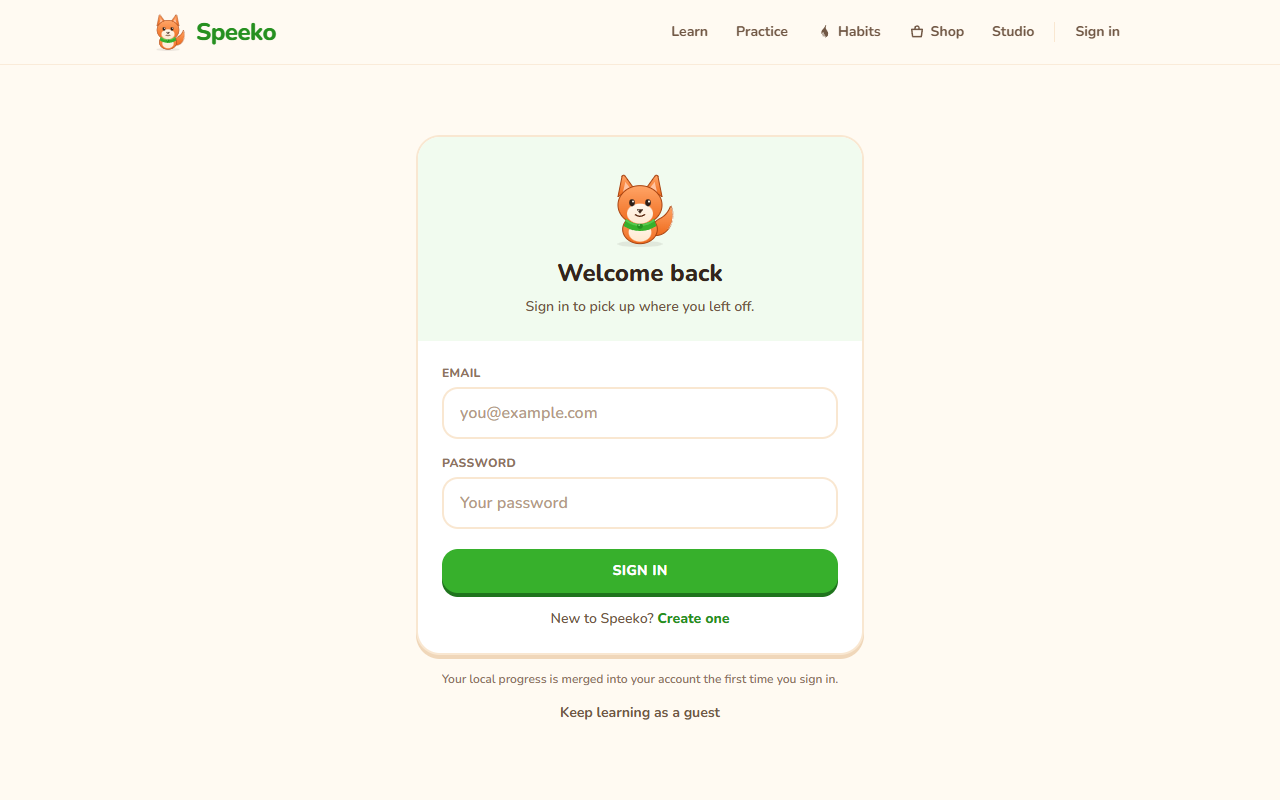 Speeko
Learn
Practice
Habits
Shop
Studio
Sign in
Welcome back
Sign in to pick up where you left off.
EMAIL
you@example.com
PASSWORD
Your password
SIGN IN
New to Speeko? Create one
Your local progress is merged into your account the first time you sign in.
Keep learning as a guest